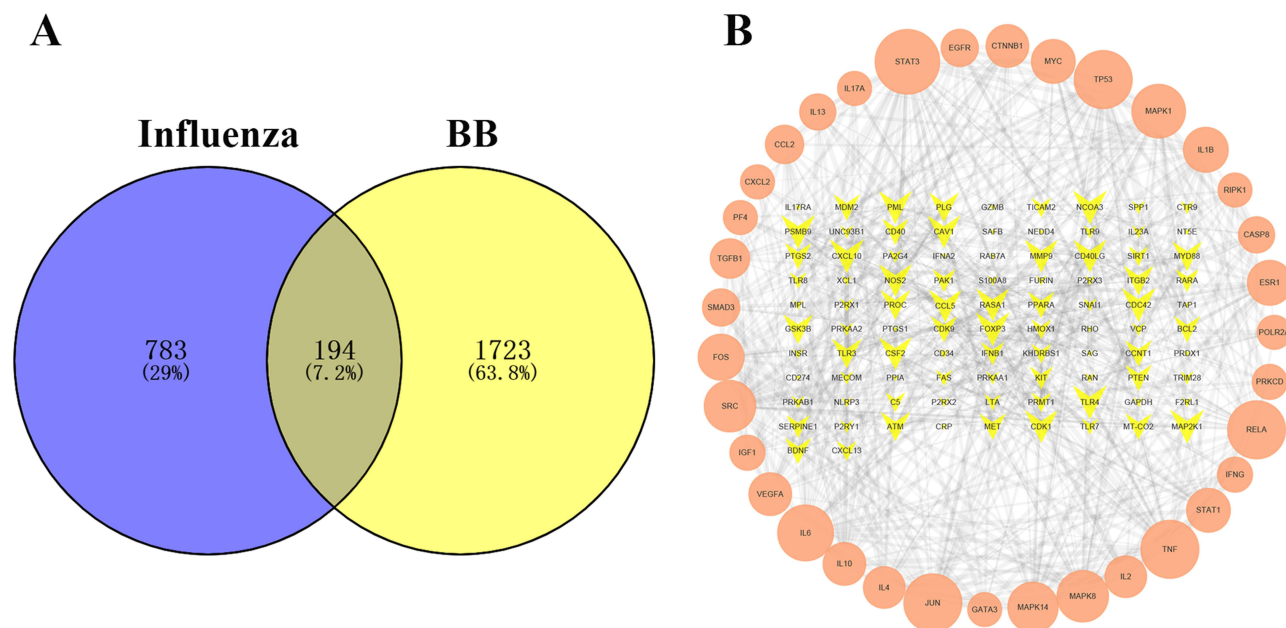 A
Influenza
BB
783
(29%)
194
(7.2%)
1723
(63.8%)
B
STAT3
EGFR
CTNNB1
MYC
TP53
MAPK1
IL1B
RIPK1
CASP8
ESR1
POLR2A
PRKCD
RELA
IFNG
STAT1
TNF
IL2
MAPK8
MAPK14
GATA3
JUN
IL4
IL10
IL6
VEGFA
IGF1
SRC
FOS
SMAD3
TGFB1
PF4
CXCL2
CCL2
IL13
IL17A
IL17RA MDM2 PML PLG GZMB TICAM2 NCOA3 SPP1 CTR9
PSMB9 UNC93B1 CD40 CAV1 SAFB NEDD4 TLR9 IL23A NT5E
PTGS2 CXCL10 PA2G4 IFNA2 RAB7A MMP9 CD40LG SIRT1 MYD88
TLR8 XCL1 NOS2 PAK1 S100A8 FURIN P2RX3 ITGB2 RARA
MPL P2RX1 PROC CCL5 RASA1 PPARA SNAI1 CDC42 TAP1
GSK3B PRKAA2 PTGS1 CDK9 FOXP3 HMOX1 RHO VCP BCL2
INSR TLR3 CSF2 CD34 IFNB1 KHDRBS1 SAG CCNT1 PRDX1
CD274 MECOM PPIA FAS PRKAA1 KIT RAN PTEN TRIM28
PRKAB1 NLRP3 C5 P2RX2 LTA PRMT1 TLR4 GAPDH F2RL1
SERPINE1 P2RY1 ATM CRP MET CDK1 TLR7 MT-CO2 MAP2K1
BDNF CXCL13